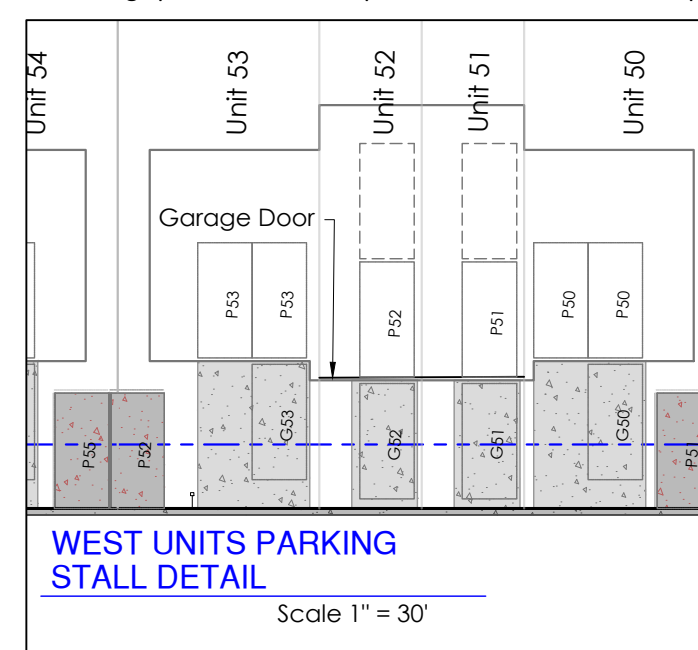 Unit 54
Unit 53
Unit 52
Unit 51
Unit 50
Garage Door
P53
P53
P52
P51
P50
P50
G53
G52
G51
G50
P55
P52
P51
WEST UNITS PARKING
STALL DETAIL
Scale 1" = 30'